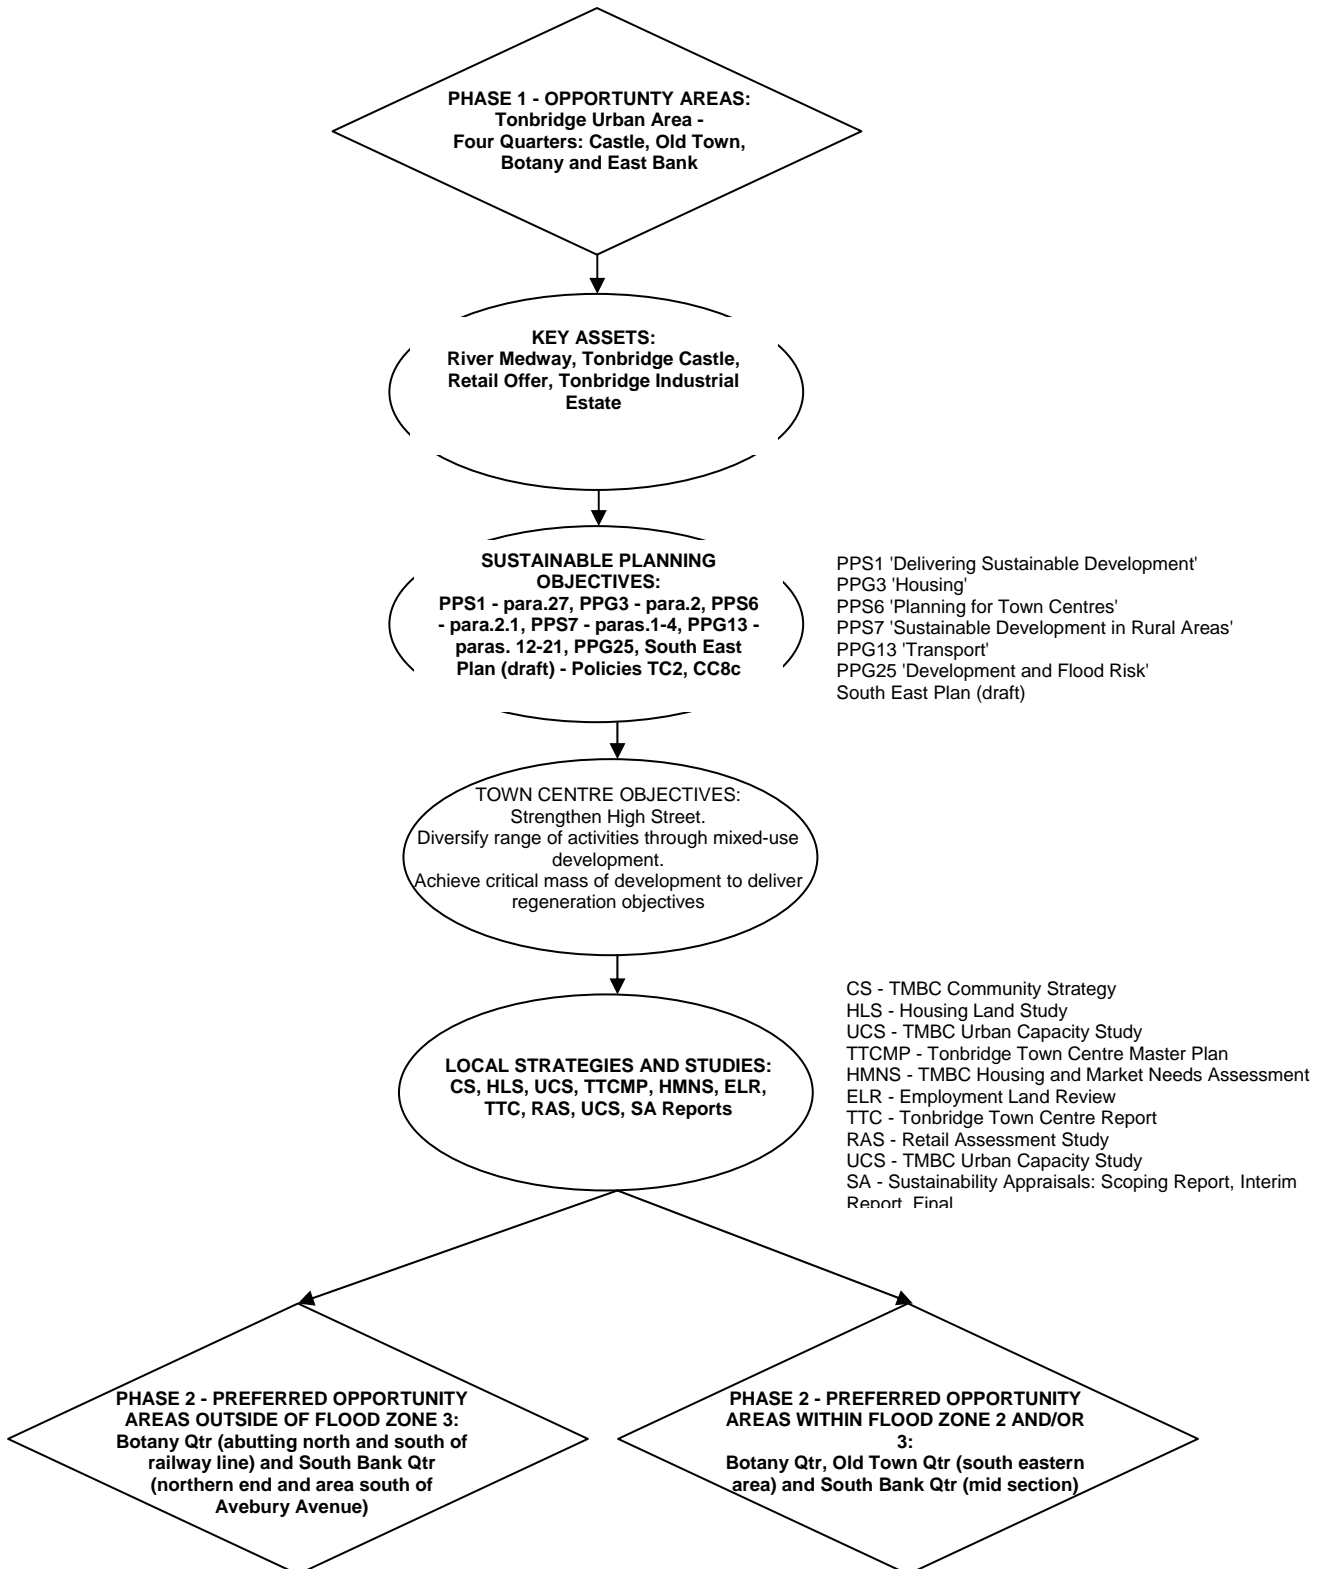 PHASE 1 - OPPORTUNTY AREAS:
Tonbridge Urban Area -
Four Quarters: Castle, Old Town,
Botany and East Bank
KEY ASSETS:
River Medway, Tonbridge Castle,
Retail Offer, Tonbridge Industrial
Estate
SUSTAINABLE PLANNING
OBJECTIVES:
PPS1 - para.27, PPG3 - para.2, PPS6
- para.2.1, PPS7 - paras.1-4, PPG13 -
paras. 12-21, PPG25, South East
Plan (draft) - Policies TC2, CC8c
PPS1 'Delivering Sustainable Development'
PPG3 'Housing'
PPS6 'Planning for Town Centres'
PPS7 'Sustainable Development in Rural Areas'
PPG13 'Transport'
PPG25 'Development and Flood Risk'
South East Plan (draft)
TOWN CENTRE OBJECTIVES:
Strengthen High Street.
Diversify range of activities through mixed-use
development.
Achieve critical mass of development to deliver
regeneration objectives
LOCAL STRATEGIES AND STUDIES:
CS, HLS, UCS, TTCMP, HMNS, ELR,
TTC, RAS, UCS, SA Reports
CS - TMBC Community Strategy
HLS - Housing Land Study
UCS - TMBC Urban Capacity Study
TTCMP - Tonbridge Town Centre Master Plan
HMNS - TMBC Housing and Market Needs Assessment
ELR - Employment Land Review
TTC - Tonbridge Town Centre Report
RAS - Retail Assessment Study
UCS - TMBC Urban Capacity Study
SA - Sustainability Appraisals: Scoping Report, Interim
Report, Final
PHASE 2 - PREFERRED OPPORTUNITY
AREAS OUTSIDE OF FLOOD ZONE 3:
Botany Qtr (abutting north and south of
railway line) and South Bank Qtr
(northern end and area south of
Avebury Avenue)
PHASE 2 - PREFERRED OPPORTUNITY
AREAS WITHIN FLOOD ZONE 2 AND/OR
3:
Botany Qtr, Old Town Qtr (south eastern
area) and South Bank Qtr (mid section)